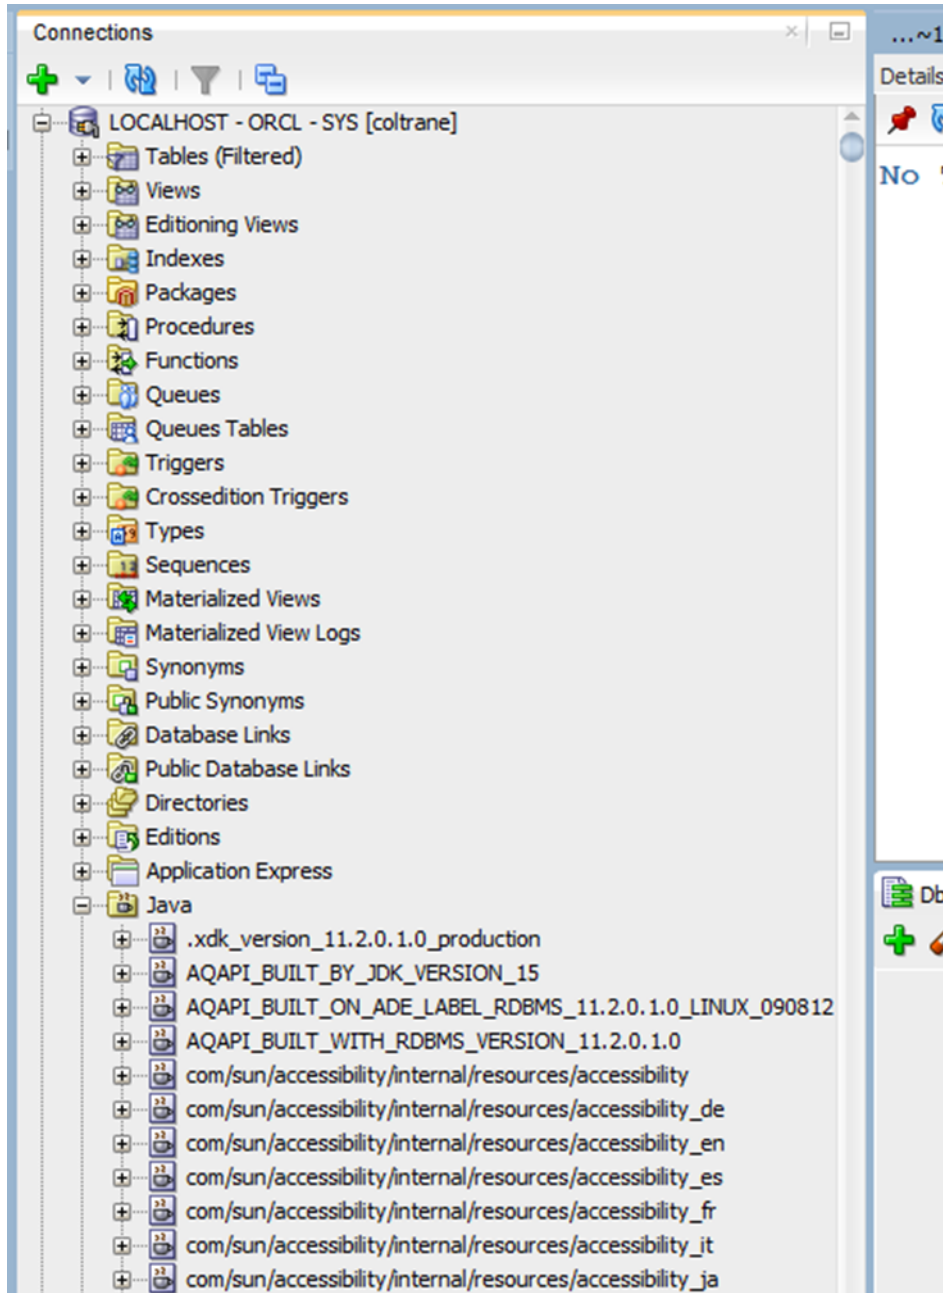 Connections
...~1
Details
LOCALHOST - ORCL - SYS [coltrane]
Tables (Filtered)
No
Views
Editioning Views
Indexes
Packages
Procedures
Functions
Queues
Queues Tables
Triggers
Crossedition Triggers
Types
Sequences
Materialized Views
Materialized View Logs
Synonyms
Public Synonyms
Database Links
Public Database Links
Directories
Editions
Application Express
Java
Db
.xdk_version_11.2.0.1.0_production
AQAPI_BUILT_BY_JDK_VERSION_15
AQAPI_BUILT_ON_ADE_LABEL_RDBMS_11.2.0.1.0_LINUX_090812
AQAPI_BUILT_WITH_RDBMS_VERSION_11.2.0.1.0
com/sun/accessibility/internal/resources/accessibility
com/sun/accessibility/internal/resources/accessibility_de
com/sun/accessibility/internal/resources/accessibility_en
com/sun/accessibility/internal/resources/accessibility_es
com/sun/accessibility/internal/resources/accessibility_fr
com/sun/accessibility/internal/resources/accessibility_it
com/sun/accessibility/internal/resources/accessibility_ja